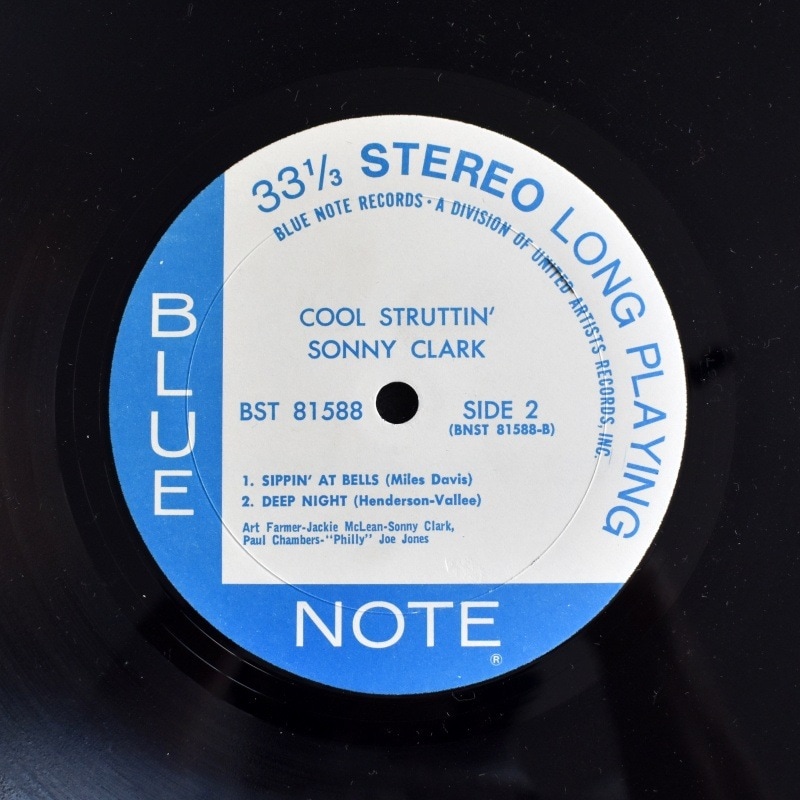 33⅓ STEREO LONG PLAYING
BLUE NOTE RECORDS · A DIVISION OF UNITED ARTISTS RECORDS, INC.
COOL STRUTTIN'
SONNY CLARK
BST 81588 SIDE 2
(BNST 81588-B)
1. SIPPIN' AT BELLS (Miles Davis)
2. DEEP NIGHT (Henderson-Vallee)
Art Farmer-Jackie McLean-Sonny Clark,
Paul Chambers-"Philly" Joe Jones
BLUE
NOTE
®